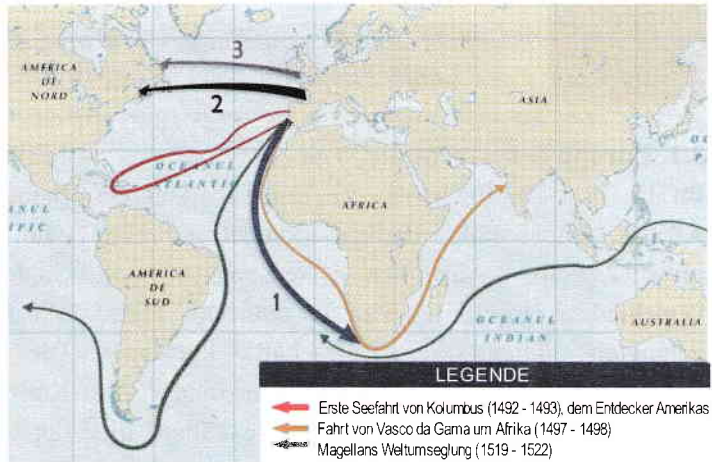 3
AMERICA
DE
NORD
2
ASIA
OCEANUL
ATLANTIC
AFRICA
ANUL
IFIC
OC
P
AMERICA
DE
SUD
1
OCEANUL
INDIAN
AUSTRALIA
LEGENDE
Erste Seefahrt von Kolumbus (1492 - 1493), dem Entdecker Amerikas
Fahrt von Vasco da Gama um Afrika (1497 - 1498)
Magellans Weltumseglung (1519 - 1522)